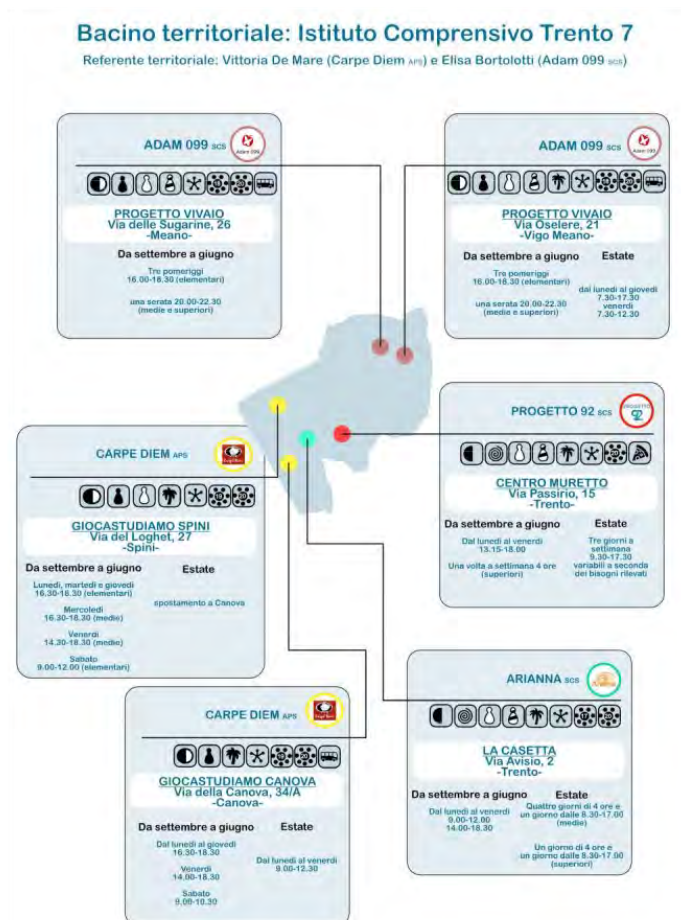 Bacino territoriale: Istituto Comprensivo Trento 7
Referente territoriale: Vittoria De Mare (Carpe Diem APS) e Elisa Bortolotti (Adam 099 SCS)
ADAM 099 SCS
Adam 099
PROGETTO VIVAIO
Via delle Sugarine, 26
-Meano-
Da settembre a giugno
Tre pomeriggi
16.00-18.30 (elementari)
una serata 20.00-22.30
(medie e superiori)
ADAM 099 SCS
Adam 099
PROGETTO VIVAIO
Via Oselere, 21
-Vigo Meano-
Da settembre a giugno
Tre pomeriggi
16.00-18.30 (elementari)
una serata 20.00-22.30
(medie e superiori)
Estate
dal lunedì al giovedì
7.30-17.30
venerdì
7.30-12.30
CARPE DIEM APS
GIOCASTUDIAMO SPINI
Via del Loghet, 27
-Spini-
Da settembre a giugno
Lunedì, martedì e giovedì
16.30-18.30 (elementari)
Mercoledì
16.30-18.30 (medie)
Venerdì
14.30-18.30 (medie)
Sabato
9.00-12.00 (elementari)
Estate
spostamento a Canova
PROGETTO 92 SCS
PROGETTO
92
CENTRO MURETTO
Via Passirio, 15
-Trento-
Da settembre a giugno
Dal lunedì al venerdì
13.15-18.00
Una volta a settimana 4 ore
(superiori)
Estate
Tre giorni a
settimana
9.30-17.30
variabili a seconda
dei bisogni rilevati
CARPE DIEM APS
GIOCASTUDIAMO CANOVA
Via della Canova, 34/A
-Canova-
Da settembre a giugno
Dal lunedì al giovedì
16.30-18.30
Venerdì
14.00-18.30
Sabato
9.00-10.30
Estate
Dal lunedì al venerdì
8.00-12.30
ARIANNA SCS
LA CASETTA
Via Avisio, 2
-Trento-
Da settembre a giugno
Dal lunedì al venerdì
9.00-12.00
14.00-18.30
Estate
Quattro giorni di 4 ore e
un giorno dalle 8.30-17.00
(medie)
Un giorno di 4 ore e
un giorno dalle 8.30-17.00
(superiori)